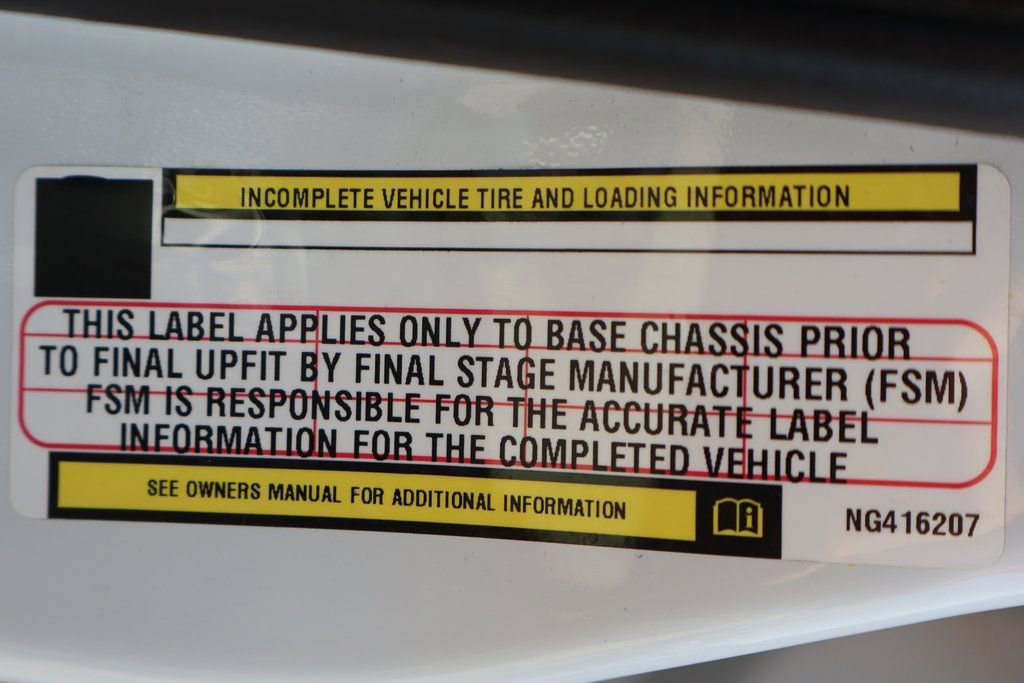 INCOMPLETE VEHICLE TIRE AND LOADING INFORMATION
THIS LABEL APPLIES ONLY TO BASE CHASSIS PRIOR
TO FINAL UPFIT BY FINAL STAGE MANUFACTURER (FSM)
FSM IS RESPONSIBLE FOR THE ACCURATE LABEL
INFORMATION FOR THE COMPLETED VEHICLE
SEE OWNERS MANUAL FOR ADDITIONAL INFORMATION
NG416207